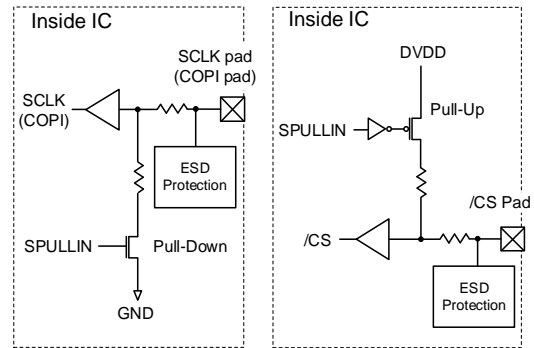 Inside IC
SCLK pad
(COPI pad)
SCLK
(COPI)
ESD
Protection
SPULLIN
Pull-Down
GND
Inside IC
DVDD
Pull-Up
SPULLIN
/CS Pad
/CS
ESD
Protection